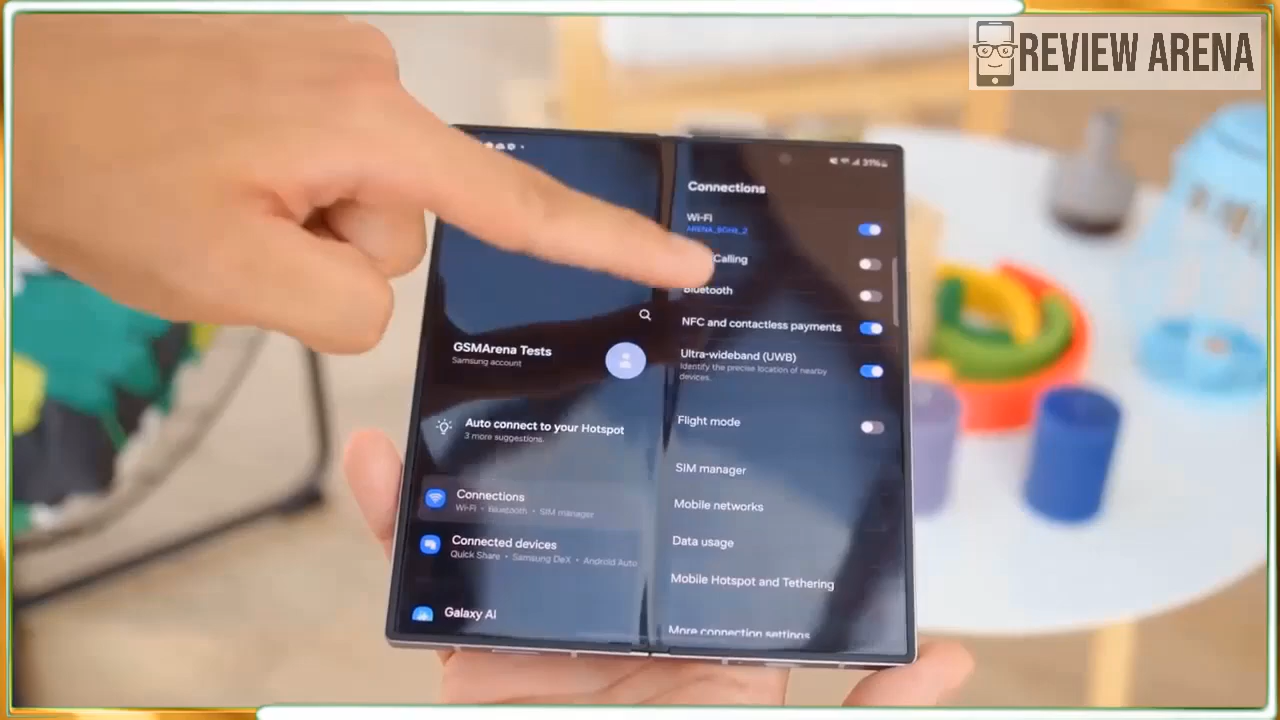 REVIEW ARENA
31%
Connections
Wi-Fi
Calling
Bluetooth
NFC and contactless payments
Ultra-wideband (UWB)
Identify the precise location of nearby
devices.
Flight mode
SIM manager
Mobile networks
Data usage
Mobile Hotspot and Tethering
More connection settings
GSMArena Tests
Samsung account
Auto connect to your Hotspot
3 more suggestions.
Connections
Wi-Fi • Bluetooth • SIM manager
Connected devices
Quick Share • Samsung DeX • Android Auto
Galaxy AI